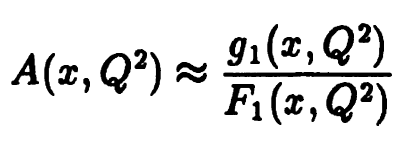 A(x, Q²) ≈ g₁(x, Q²) / F₁(x, Q²)